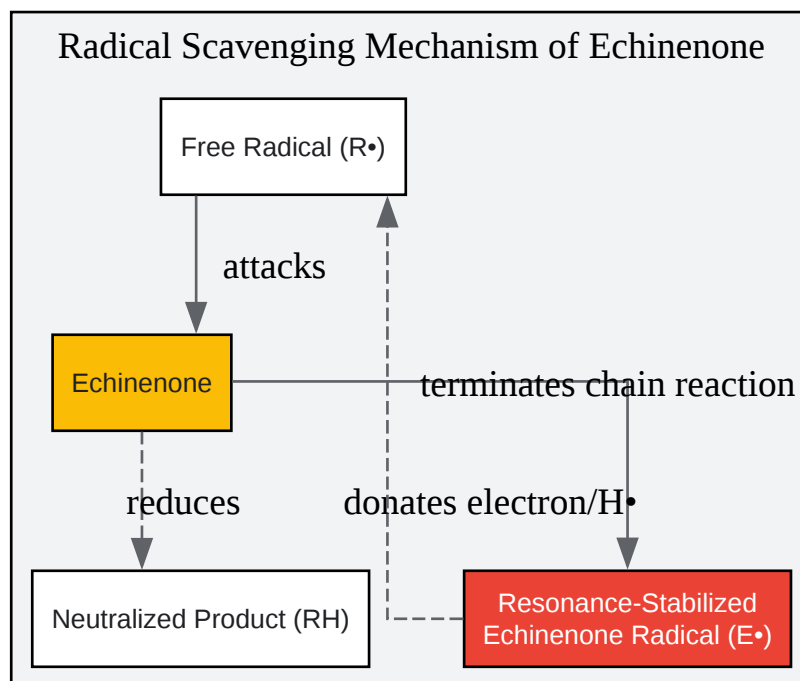 Radical Scavenging Mechanism of Echinenone
Free Radical (R•)
attacks
Echinenone
terminates chain reaction
reduces
donates electron/H•
Neutralized Product (RH)
Resonance-Stabilized
Echinenone Radical (E•)